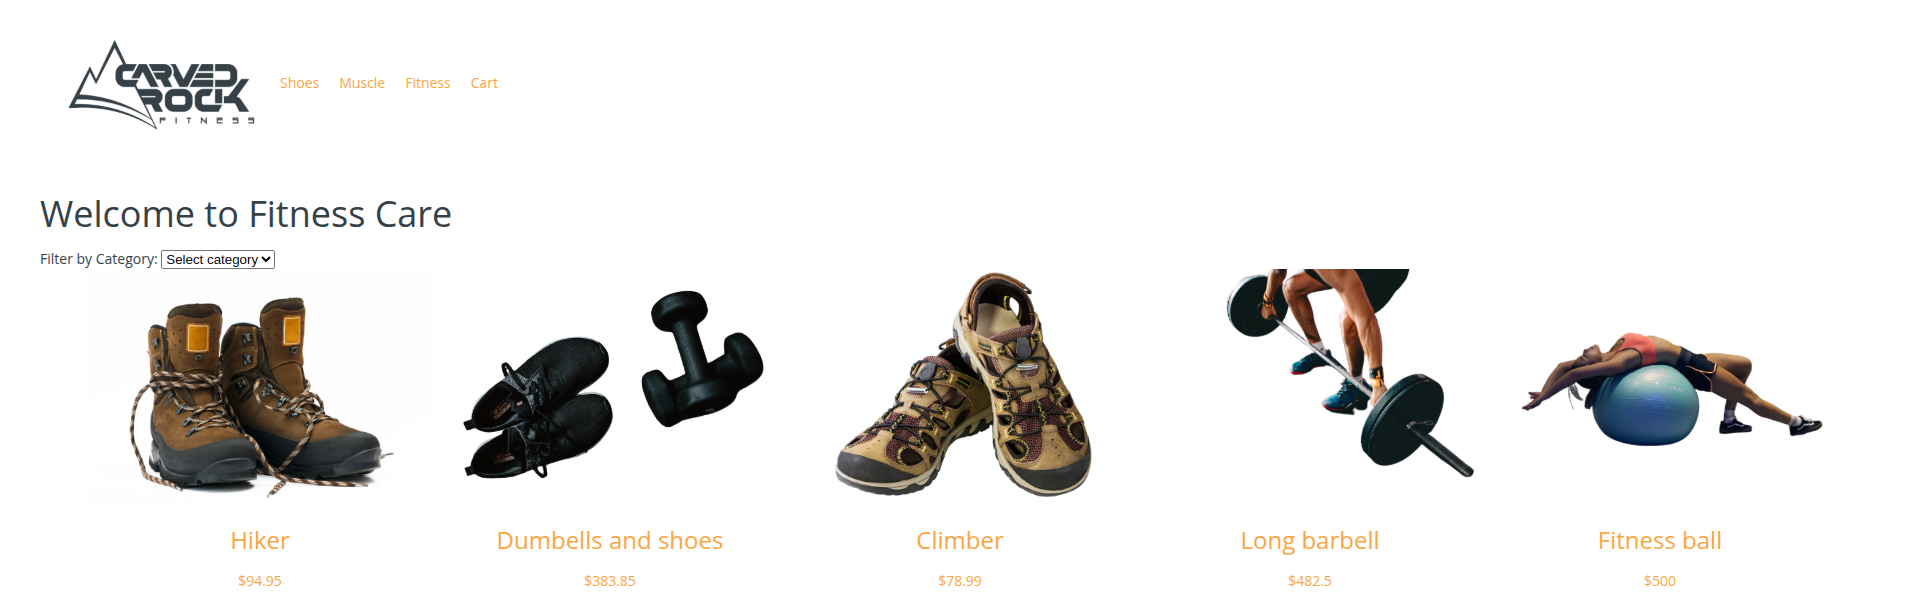 CARVED
ROCK
FITNESS
Shoes Muscle Fitness Cart
Welcome to Fitness Care
Filter by Category: Select category
Hiker Dumbells and shoes Climber Long barbell Fitness ball
$94.95 $383.85 $78.99 $482.5 $500